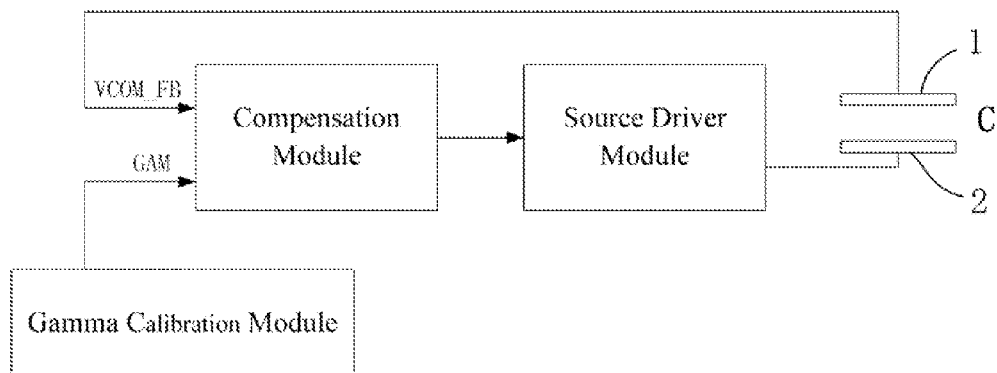 1
VCOM_FB
Compensation
Module
Source Driver
Module
C
GAM
2
Gamma Calibration Module